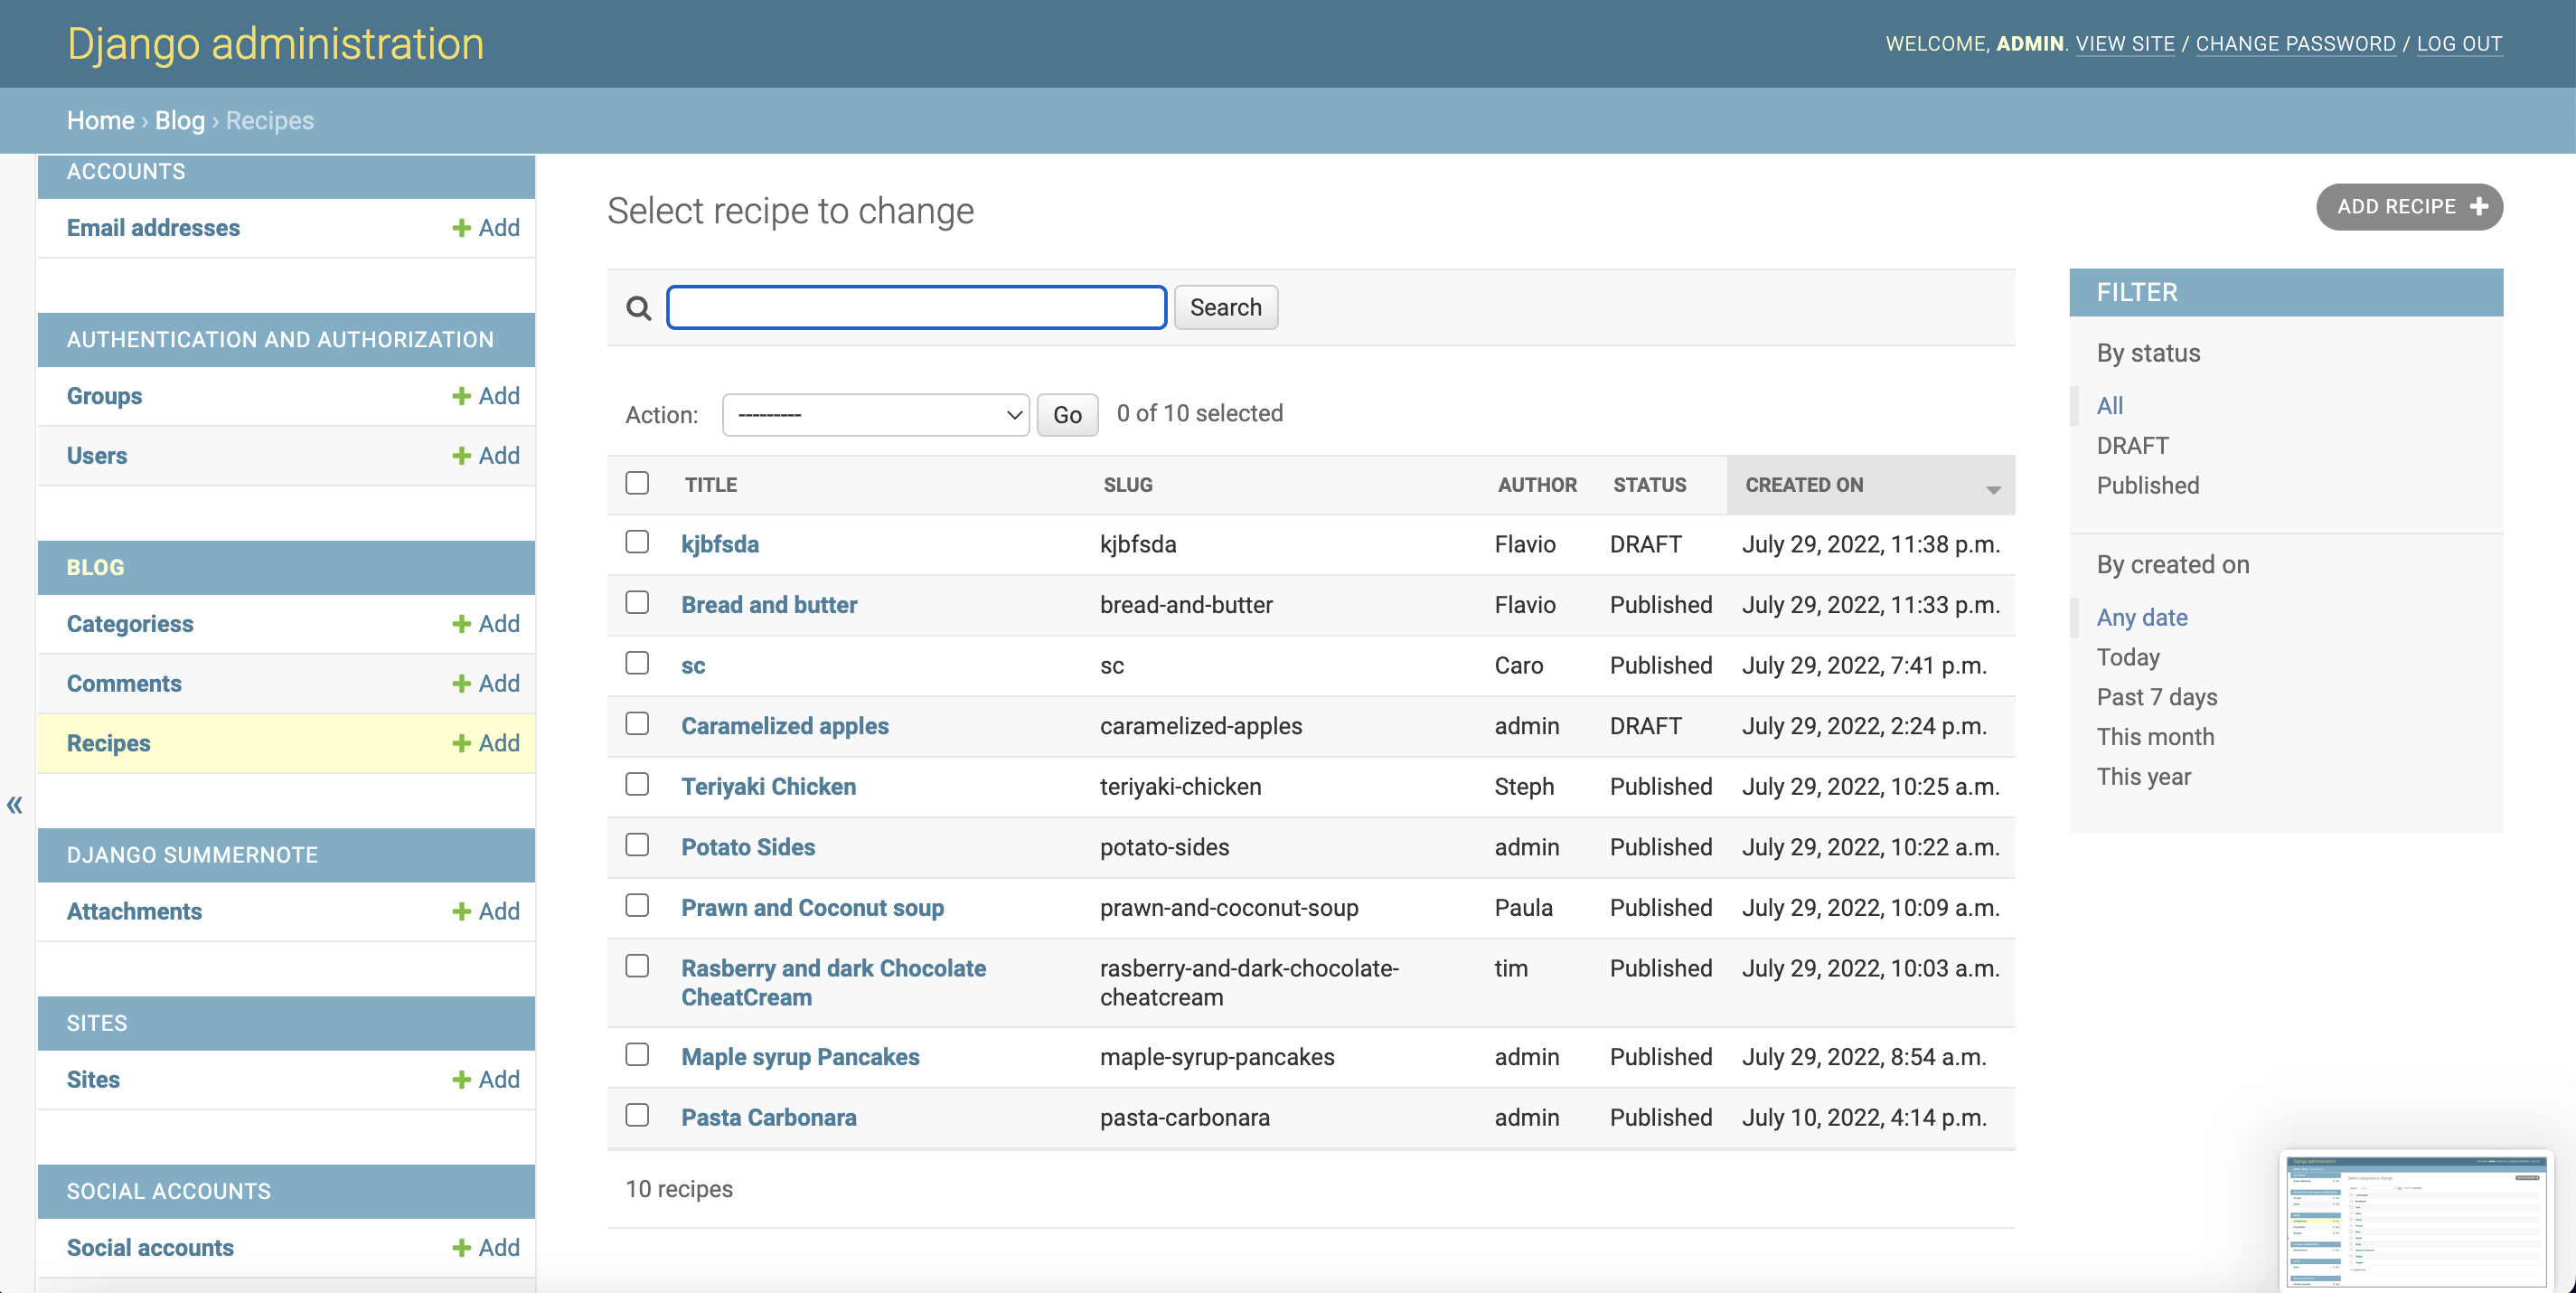 Django administration
WELCOME, ADMIN. VIEW SITE / CHANGE PASSWORD / LOG OUT
Home › Blog › Recipes
ACCOUNTS
Email addresses + Add
AUTHENTICATION AND AUTHORIZATION
Groups + Add
Users + Add
BLOG
Categoriess + Add
Comments + Add
Recipes + Add
DJANGO SUMMERNOTE
Attachments + Add
SITES
Sites + Add
SOCIAL ACCOUNTS
Social accounts + Add
«
Select recipe to change
ADD RECIPE +
Search
Action: --------- Go 0 of 10 selected
TITLE SLUG AUTHOR STATUS CREATED ON
kjbfsda kjbfsda Flavio DRAFT July 29, 2022, 11:38 p.m.
Bread and butter bread-and-butter Flavio Published July 29, 2022, 11:33 p.m.
sc sc Caro Published July 29, 2022, 7:41 p.m.
Caramelized apples caramelized-apples admin DRAFT July 29, 2022, 2:24 p.m.
Teriyaki Chicken teriyaki-chicken Steph Published July 29, 2022, 10:25 a.m.
Potato Sides potato-sides admin Published July 29, 2022, 10:22 a.m.
Prawn and Coconut soup prawn-and-coconut-soup Paula Published July 29, 2022, 10:09 a.m.
Rasberry and dark Chocolate rasberry-and-dark-chocolate- tim Published July 29, 2022, 10:03 a.m.
CheatCream cheatcream
Maple syrup Pancakes maple-syrup-pancakes admin Published July 29, 2022, 8:54 a.m.
Pasta Carbonara pasta-carbonara admin Published July 10, 2022, 4:14 p.m.
10 recipes
FILTER
By status
All
DRAFT
Published
By created on
Any date
Today
Past 7 days
This month
This year